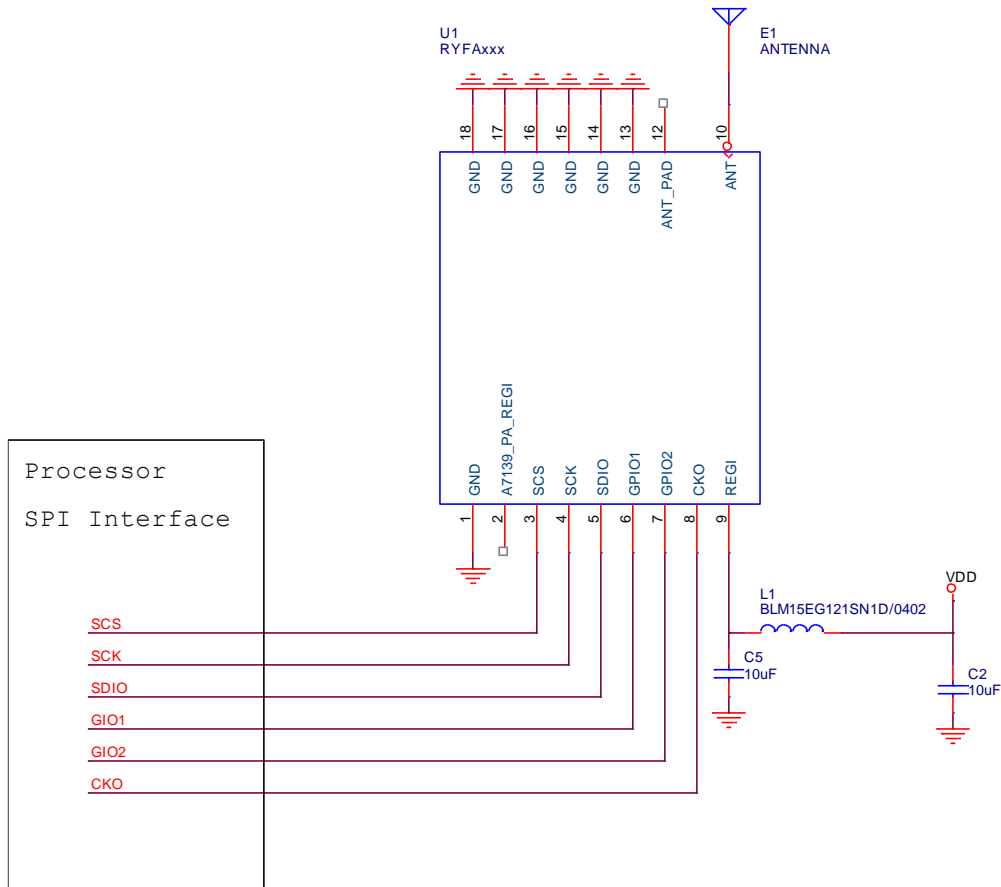 U1
RYFAxxx
E1
ANTENNA
18
17
16
15
14
13
12
10
GND
GND
GND
GND
GND
GND
ANT_PAD
ANT
GND
A7139_PA_REGI
SCS
SCK
SDIO
GPIO1
GPIO2
CKO
REGI
1
2
3
4
5
6
7
8
9
Processor
SPI Interface
SCS
SCK
SDIO
GIO1
GIO2
CKO
VDD
L1
BLM15EG121SN1D/0402
C5
10uF
C2
10uF